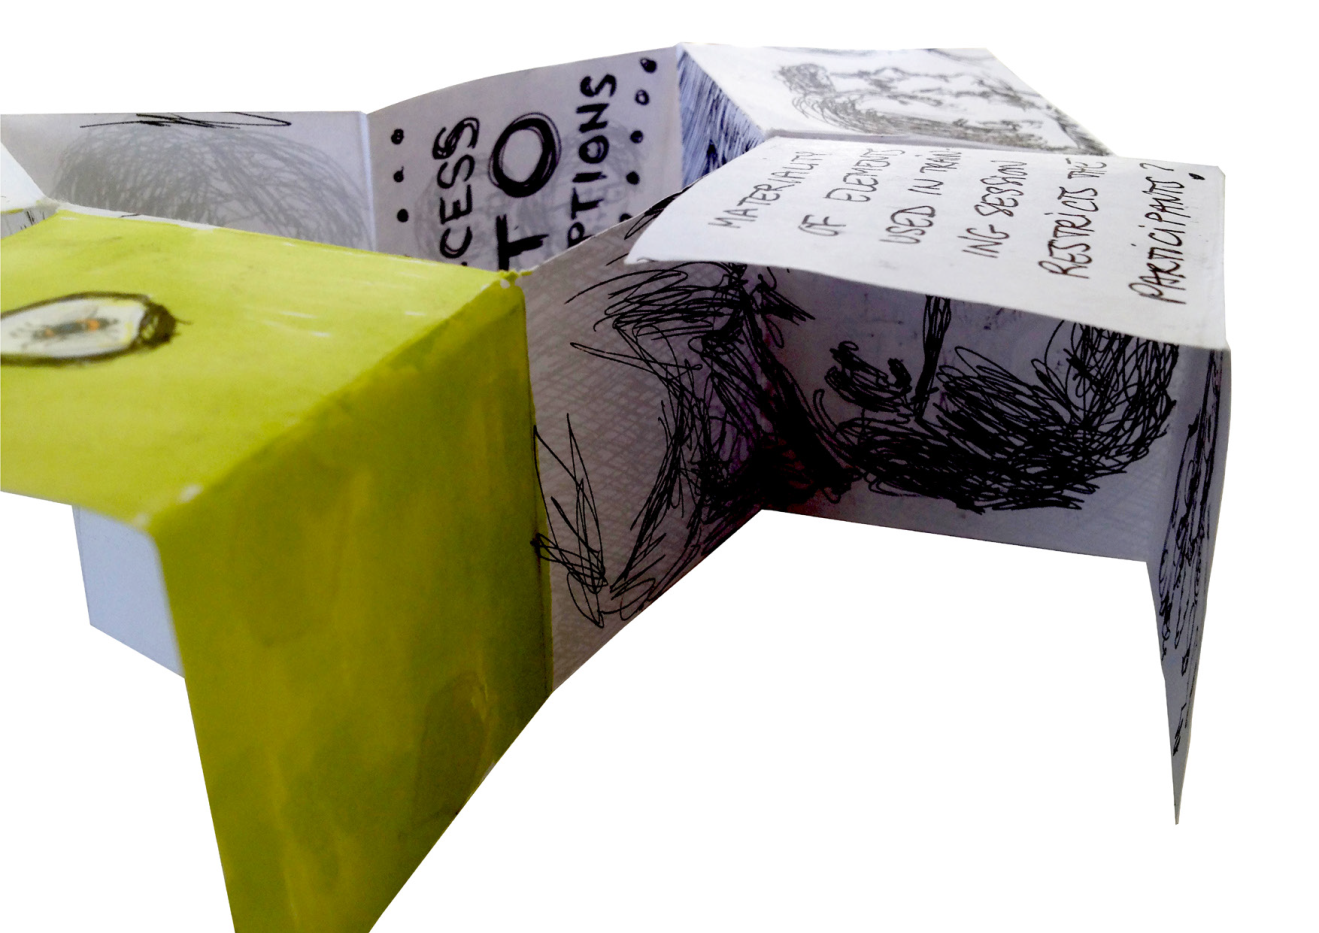 CESS
TO
PTIONS
MATERIALITY
OF ELEMENTS
USED IN TRAIN-
ING SESSION
RESTRICTS THE
PARTICIPANTS?